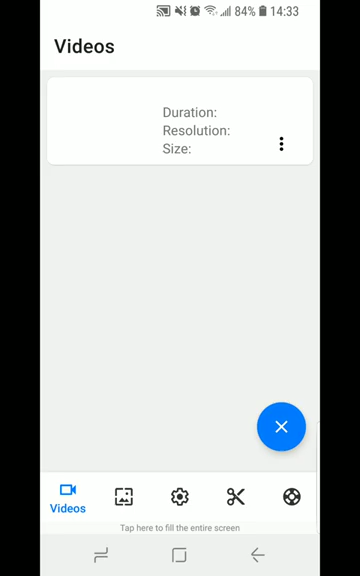 84% 14:33
Videos
Duration:
Resolution:
Size:
Videos
Tap here to fill the entire screen